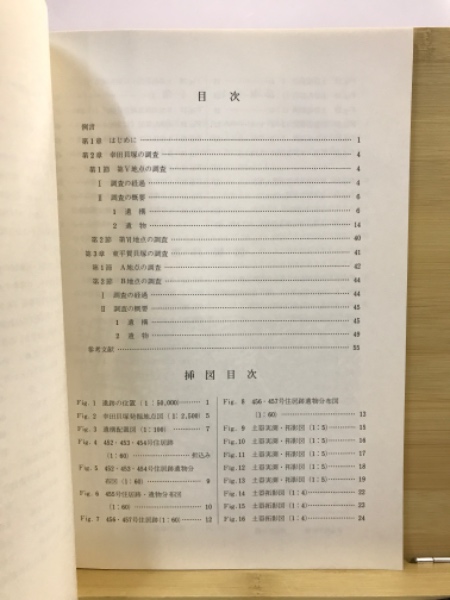 目次
例言
第1章 はじめに 1
第2章 幸田貝塚の調査 4
第1節 第V地点の調査 4
Ⅰ 調査の経過 4
Ⅱ 調査の概要 6
1 遺構 6
2 遺物 14
第2節 第Ⅵ地点の調査 40
第3章 東平賀貝塚の調査 41
第1節 A地点の調査 42
第2節 B地点の調査 44
Ⅰ 調査の経過 44
Ⅱ 調査の概要 45
1 遺構 45
2 遺物 49
参考文献 55
挿図目次
Fig. 1 遺跡の位置 (1:50,000) 1
Fig. 2 幸田貝塚発掘地点図 (1:2,500) 5
Fig. 3 遺構配置図 (1:100) 7
Fig. 4 452・453・454号住居跡
(1:60) 折込み
Fig. 5 452・453・454号住居跡遺物分
布図 (1:60) 9
Fig. 6 455号住居跡・遺物分布図
(1:60) 10
Fig. 7 456・457号住居跡(1:60) 12
Fig. 8 456・457号住居跡遺物分布図
(1:60) 13
Fig. 9 土器実測・拓影図 (1:5) 15
Fig. 10 土器実測・拓影図 (1:5) 16
Fig. 11 土器実測・拓影図 (1:5) 17
Fig. 12 土器実測・拓影図 (1:5) 18
Fig. 13 土器実測・拓影図 (1:5) 19
Fig. 14 土器拓影図 (1:4) 22
Fig. 15 土器拓影図 (1:4) 23
Fig. 16 土器拓影図 (1:4) 24